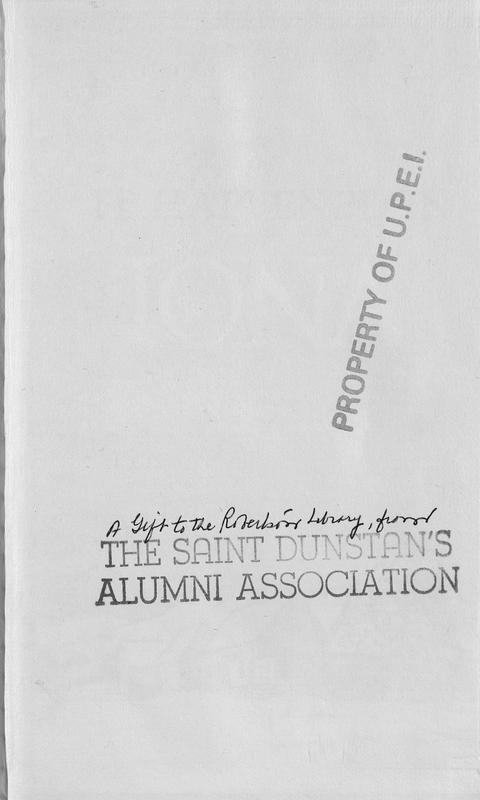 PROPERTY OF U.P.E.I.
A Gift to the Robertson Library, from
THE SAINT DUNSTAN'S
ALUMNI ASSOCIATION